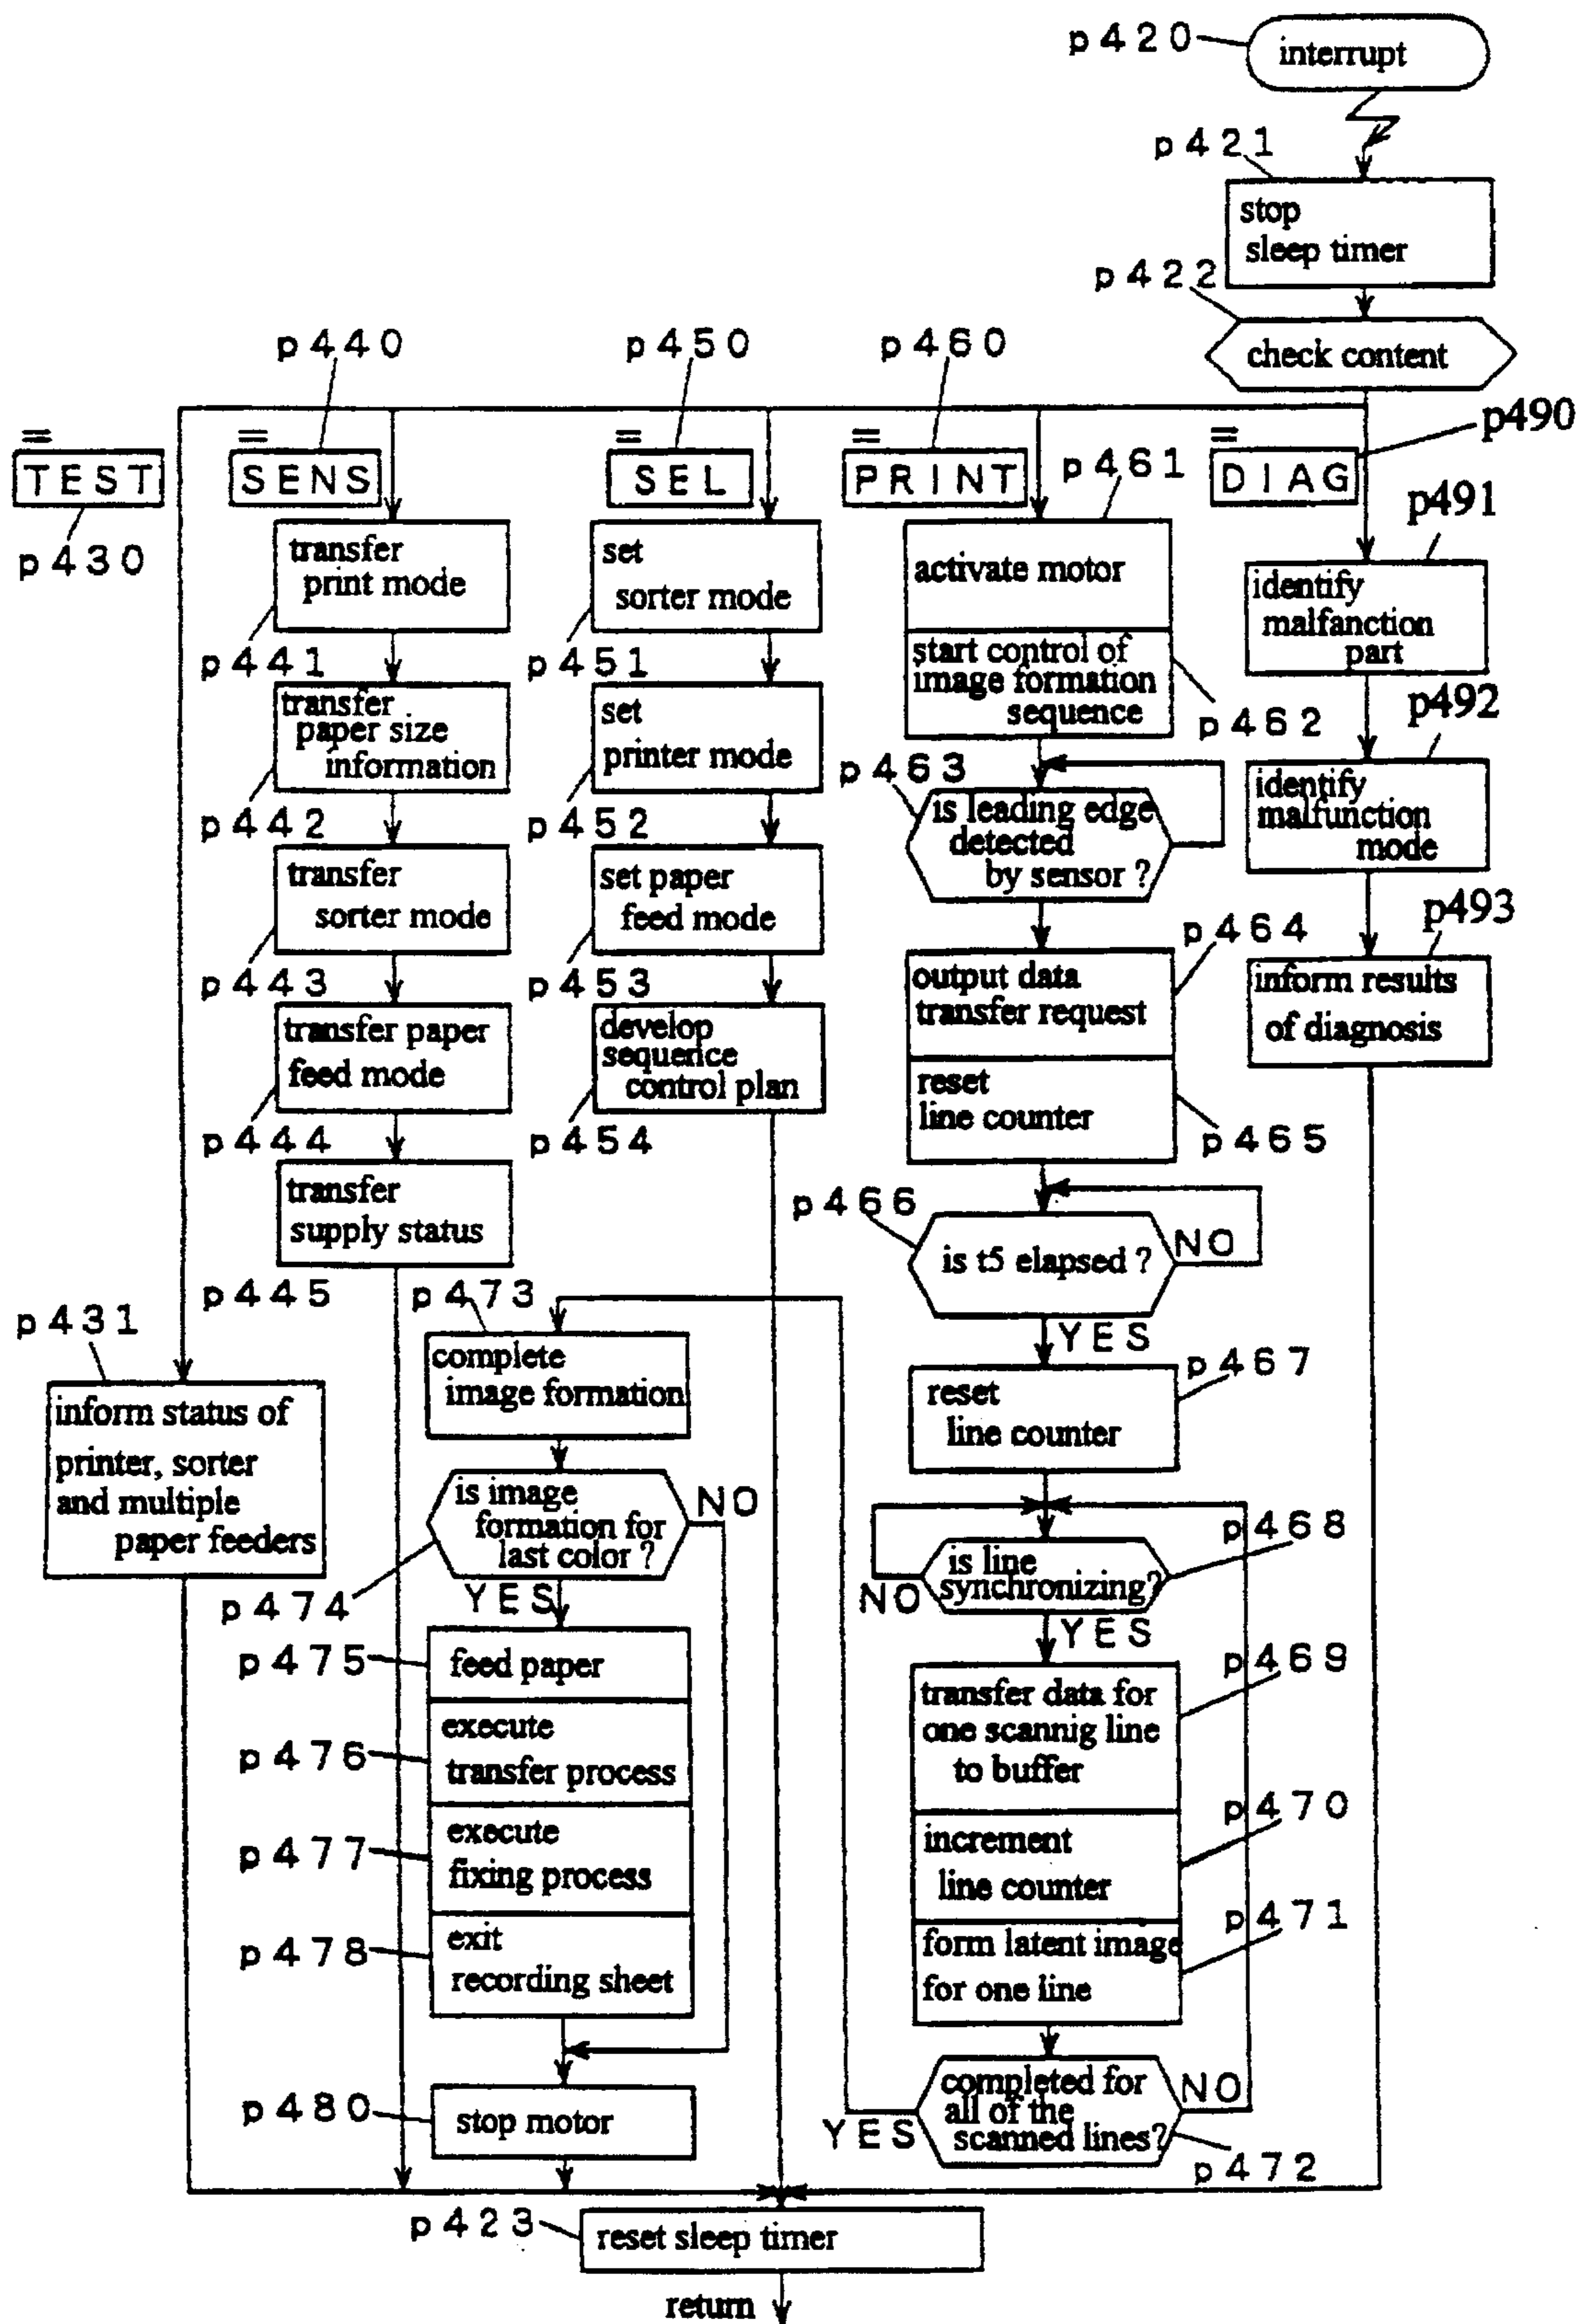 p420
interrupt
p421
stop
sleep timer
p422
check content
p440
p450
p460
p490
=
TEST
p430
=
SENS
=
SEL
=
PRINT
=
DIAG
transfer
print mode
p441
transfer
paper size
information
p442
transfer
sorter mode
p443
transfer paper
feed mode
p444
transfer
supply status
p445
set
sorter mode
p451
set
printer mode
p452
set paper
feed mode
p453
develop
sequence
control plan
p454
p461
activate motor
start control of
image formation
sequence
p462
p463
is leading edge
detected
by sensor ?
p464
output data
transfer request
reset
line counter
p465
p466
is t5 elapsed ?
NO
YES
p467
reset
line counter
p468
is line
synchronizing?
NO
YES
p469
transfer data for
one scannig line
to buffer
p470
increment
line counter
p471
form latent image
for one line
completed for
all of the
scanned lines?
NO
YES
p472
p491
identify
malfanction
part
p492
identify
malfunction
mode
p493
inform results
of diagnosis
p431
inform status of
printer, sorter
and multiple
paper feeders
p473
complete
image formation
is image
formation for
last color ?
NO
p474
YES
p475
feed paper
p476
execute
transfer process
p477
execute
fixing process
p478
exit
recording sheet
p480
stop motor
p423
reset sleep timer
return